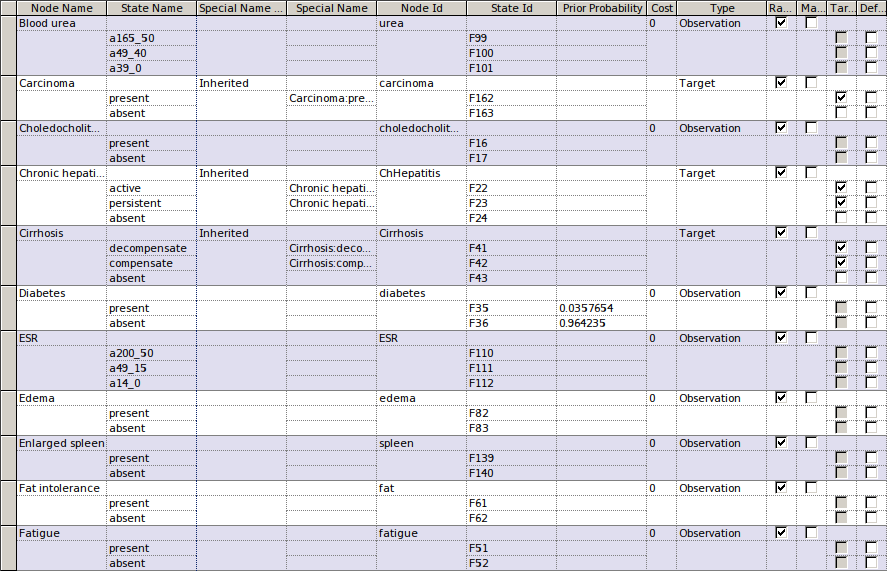 Node Name State Name Special Name ... Special Name Node Id State Id Prior Probability Cost Type Ra... Ma... Tar... Def...
Blood urea urea 0 Observation
a165_50 F99
a49_40 F100
a39_0 F101
Carcinoma Inherited carcinoma Target
present Carcinoma:pre... F162
absent F163
Choledocholit... choledocholit... 0 Observation
present F16
absent F17
Chronic hepati... Inherited ChHepatitis Target
active Chronic hepati... F22
persistent Chronic hepati... F23
absent F24
Cirrhosis Inherited Cirrhosis Target
decompensate Cirrhosis:deco... F41
compensate Cirrhosis:comp... F42
absent F43
Diabetes diabetes 0 Observation
present F35 0.0357654
absent F36 0.964235
ESR ESR 0 Observation
a200_50 F110
a49_15 F111
a14_0 F112
Edema edema 0 Observation
present F82
absent F83
Enlarged spleen spleen 0 Observation
present F139
absent F140
Fat intolerance fat 0 Observation
present F61
absent F62
Fatigue fatigue 0 Observation
present F51
absent F52